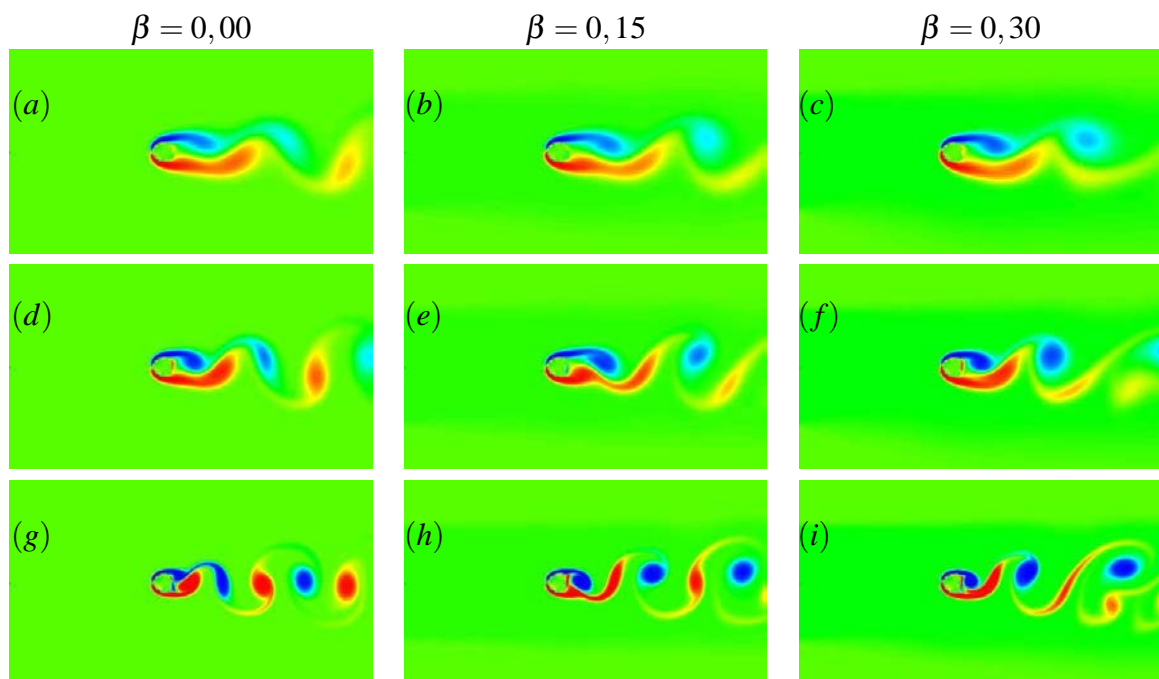 β = 0,00 β = 0,15 β = 0,30
(a) (b) (c)
(d) (e) (f)
(g) (h) (i)